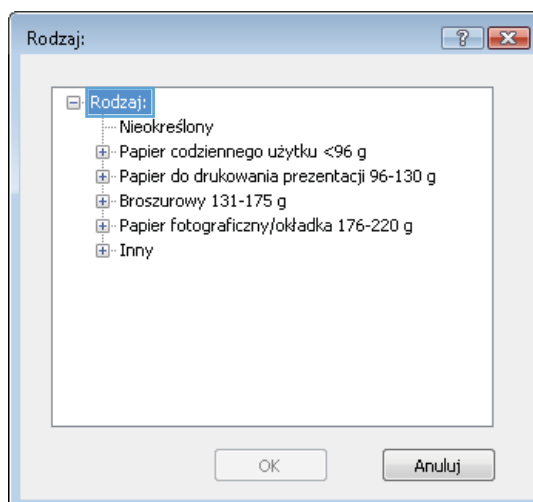 Rodzaj:
Rodzaj:
Nieokreślony
Papier codziennego użytku <96 g
Papier do drukowania prezentacji 96-130 g
Broszurowy 131-175 g
Papier fotograficzny/okładka 176-220 g
Inny
OK Anuluj